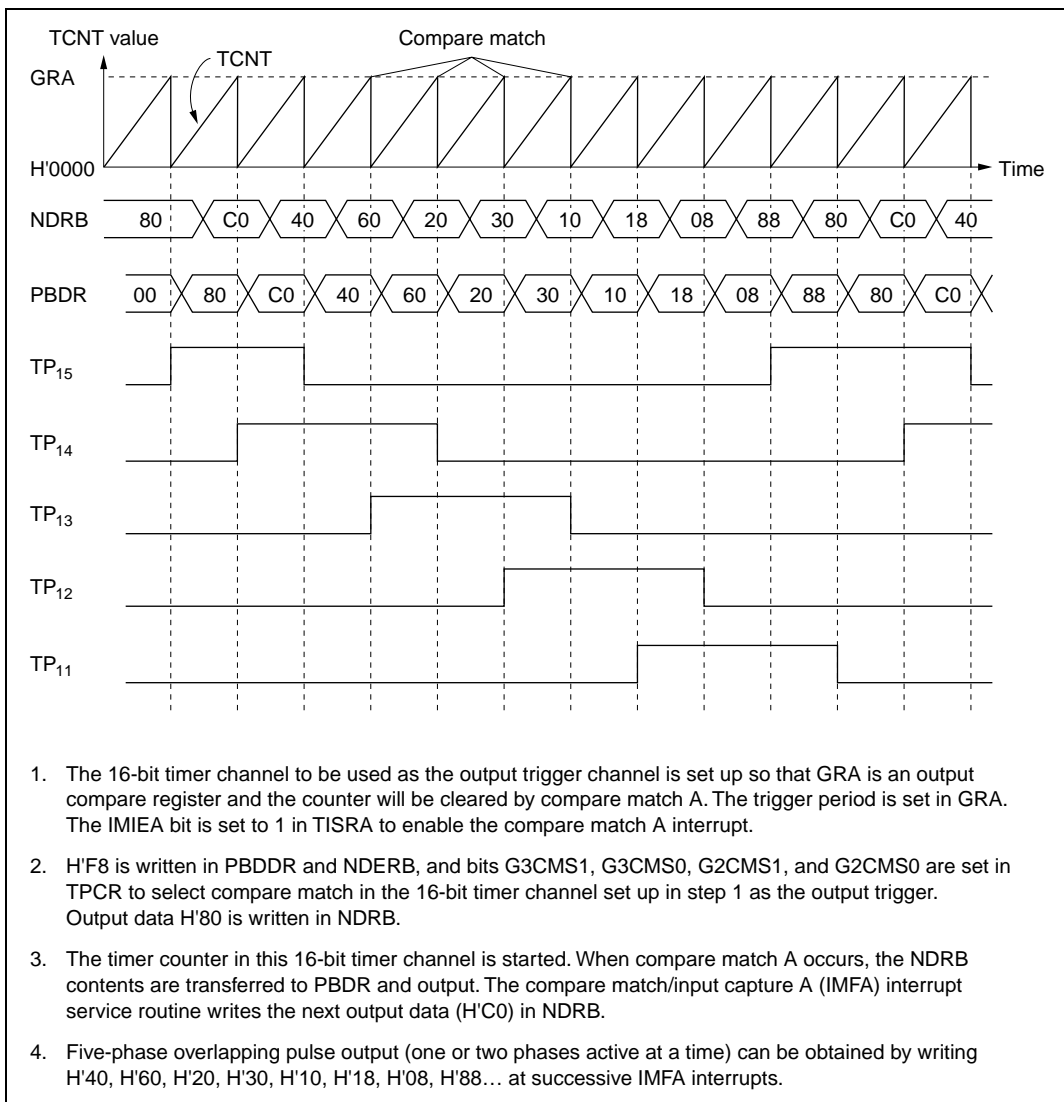 TCNT value
Compare match
TCNT
GRA
H'0000
Time
NDRB 80 C0 40 60 20 30 10 18 08 88 80 C0 40
PBDR 00 80 C0 40 60 20 30 10 18 08 88 80 C0
TP15
TP14
TP13
TP12
TP11
1. The 16-bit timer channel to be used as the output trigger channel is set up so that GRA is an output
compare register and the counter will be cleared by compare match A. The trigger period is set in GRA.
The IMIEA bit is set to 1 in TISRA to enable the compare match A interrupt.
2. H'F8 is written in PBDDR and NDERB, and bits G3CMS1, G3CMS0, G2CMS1, and G2CMS0 are set in
TPCR to select compare match in the 16-bit timer channel set up in step 1 as the output trigger.
Output data H'80 is written in NDRB.
3. The timer counter in this 16-bit timer channel is started. When compare match A occurs, the NDRB
contents are transferred to PBDR and output. The compare match/input capture A (IMFA) interrupt
service routine writes the next output data (H'C0) in NDRB.
4. Five-phase overlapping pulse output (one or two phases active at a time) can be obtained by writing
H'40, H'60, H'20, H'30, H'10, H'18, H'08, H'88… at successive IMFA interrupts.